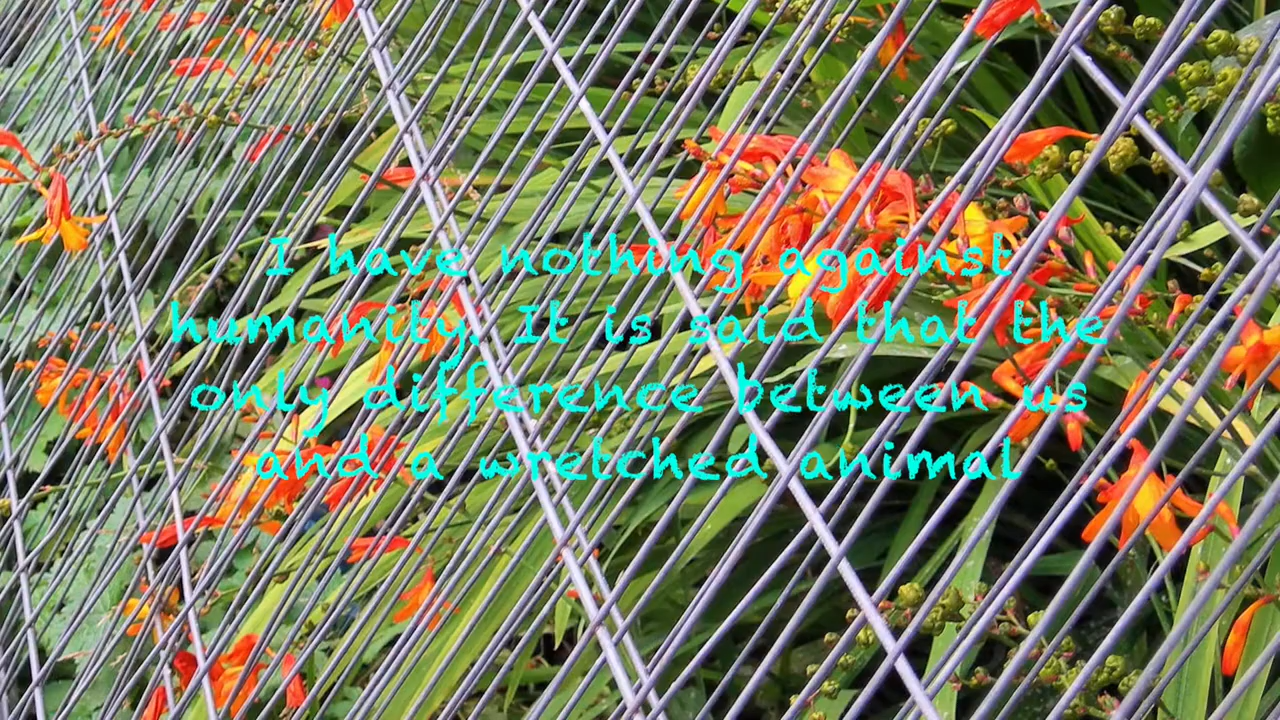 I have nothing against
humanity. It is said that the
only difference between us
and a wretched animal